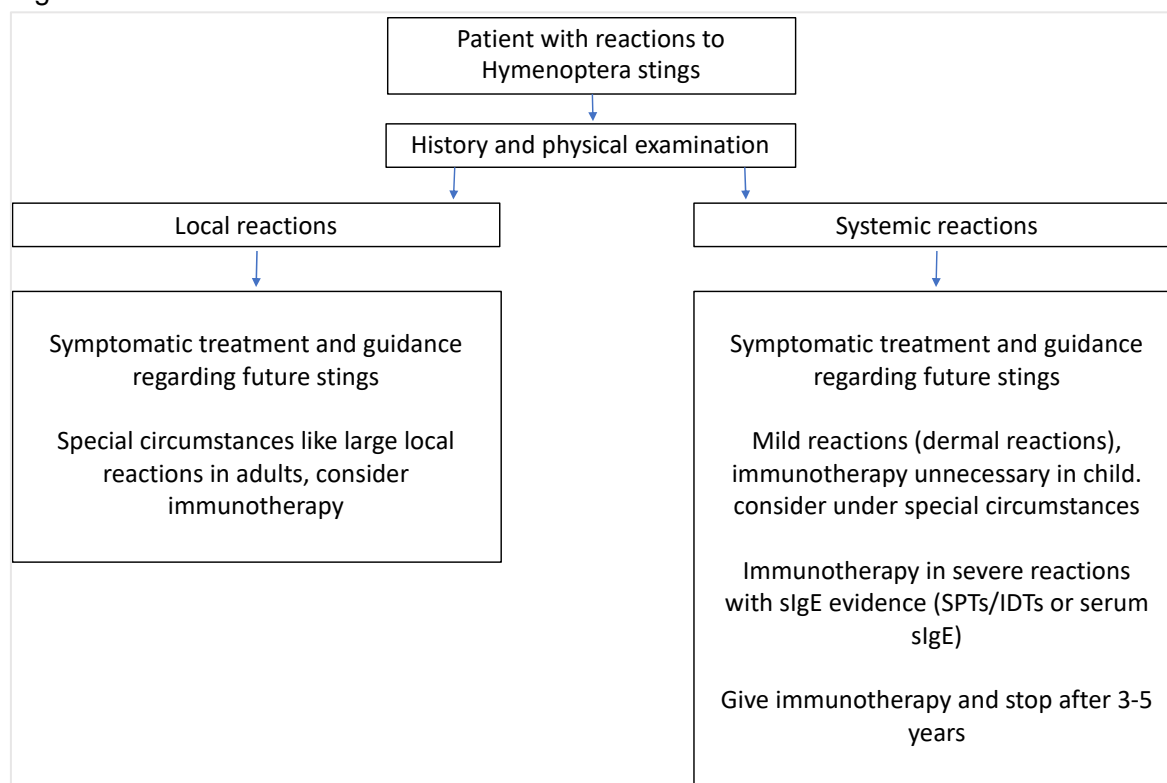 Patient with reactions to
Hymenoptera stings
History and physical examination
Local reactions
Systemic reactions
Symptomatic treatment and guidance
regarding future stings
Special circumstances like large local
reactions in adults, consider
immunotherapy
Symptomatic treatment and guidance
regarding future stings
Mild reactions (dermal reactions),
immunotherapy unnecessary in child.
consider under special circumstances
Immunotherapy in severe reactions
with sIgE evidence (SPTs/IDTs or serum
sIgE)
Give immunotherapy and stop after 3-5
years